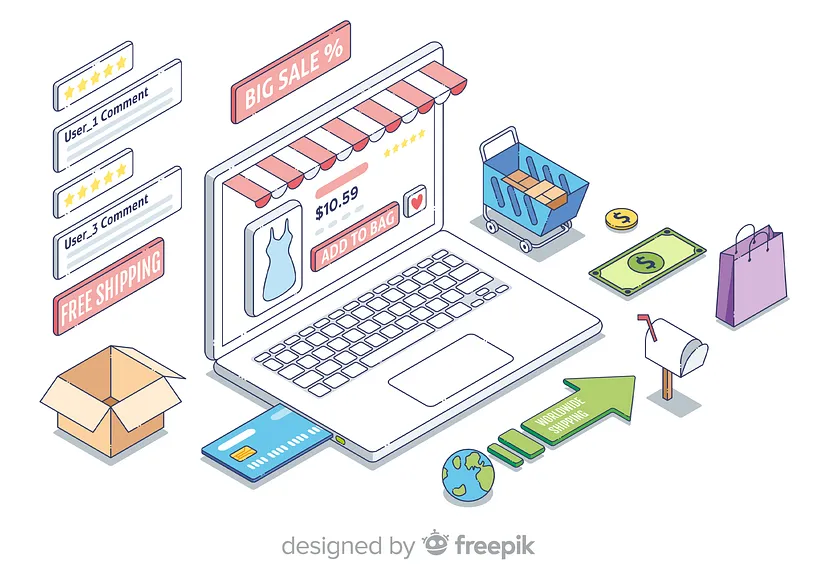 BIG SALE %
User_1 Comment
User_3 Comment
FREE SHIPPING
$10.59
ADD TO BAG
$
$
WORLDWIDE
SHIPPING
designed by freepik